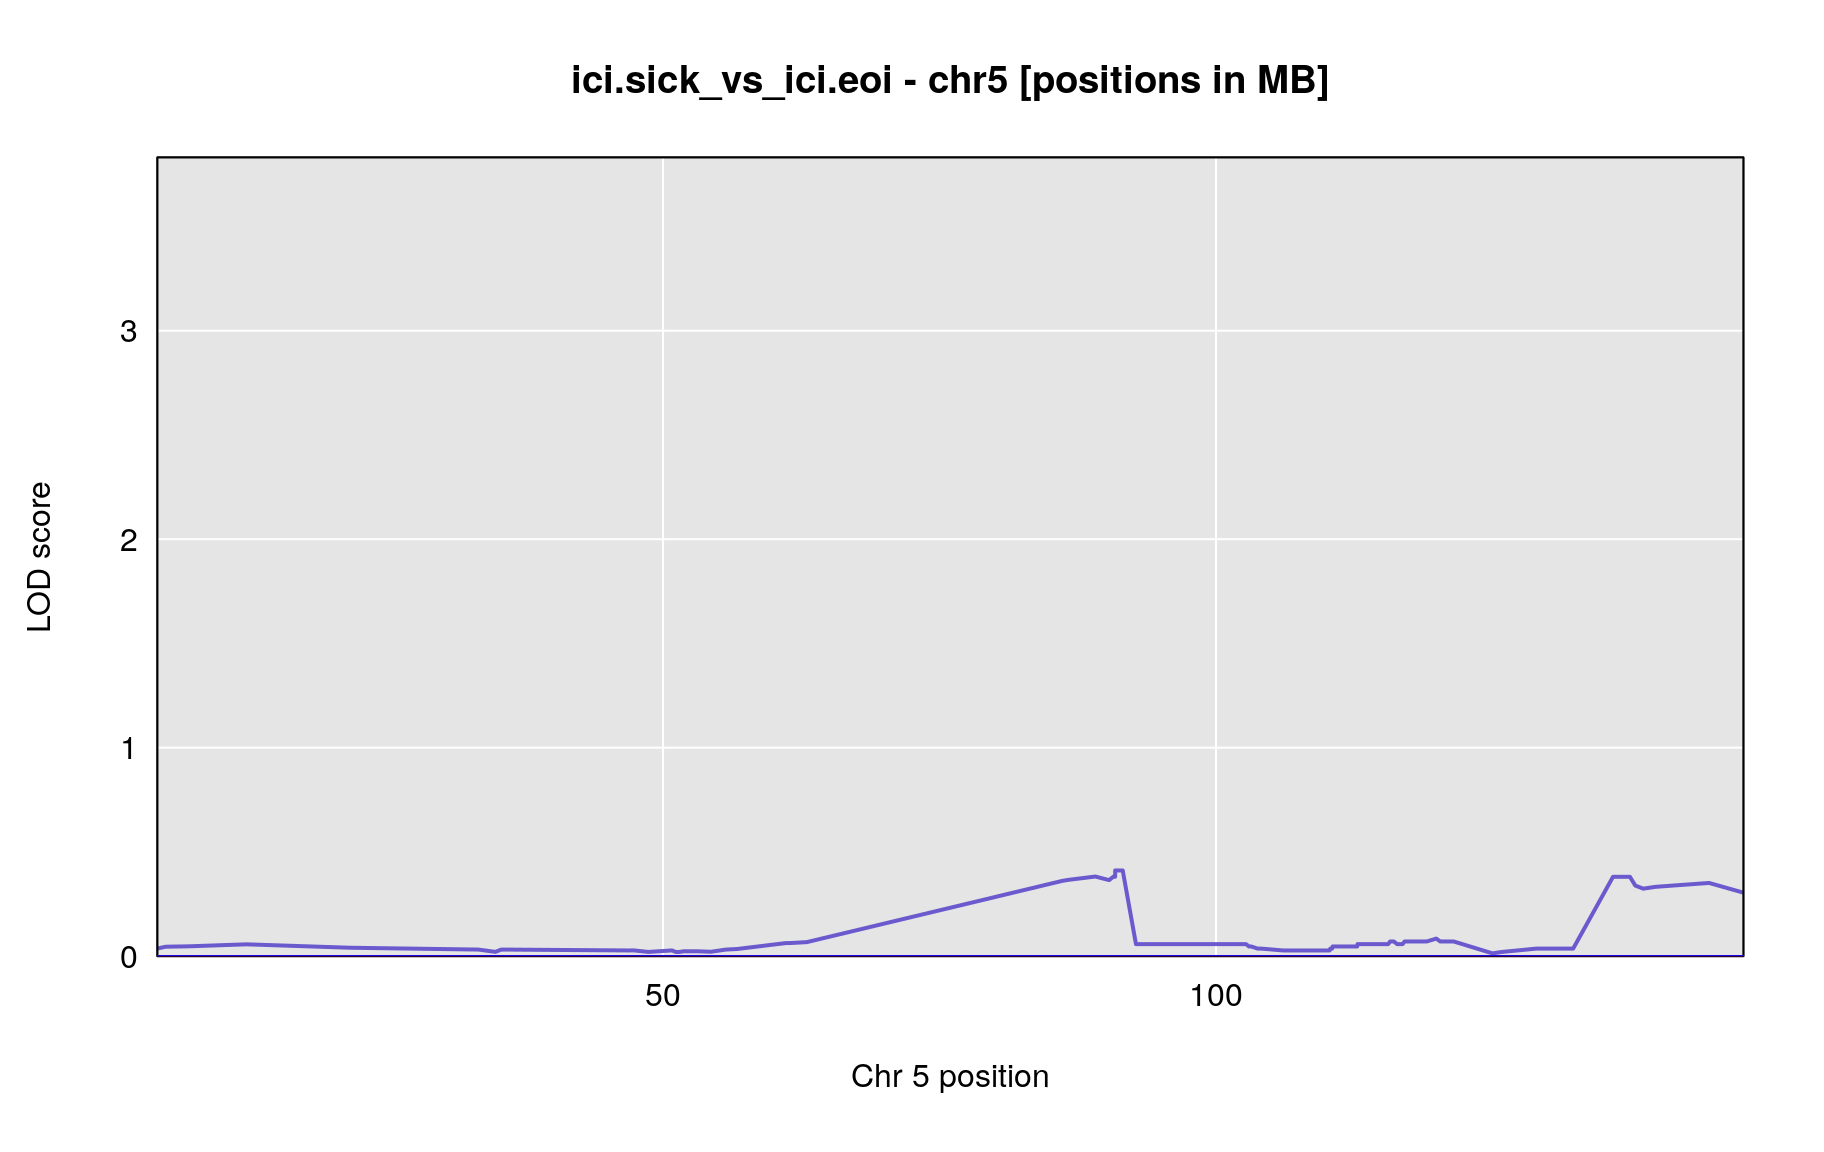 ici.sick_vs_ici.eoi - chr5 [positions in MB]
3
2
1
0
LOD score
50 100
Chr 5 position